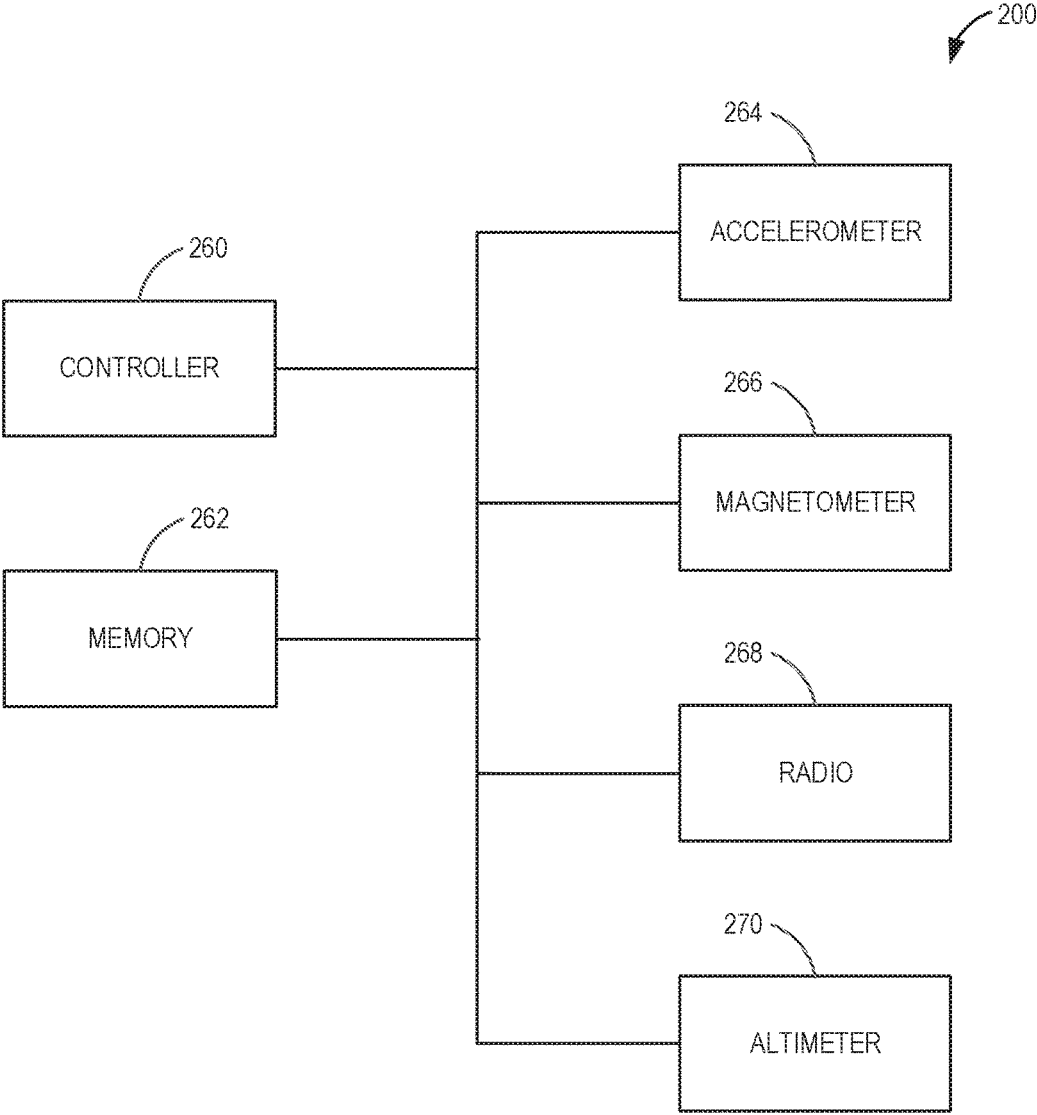 200
264
ACCELEROMETER
260
CONTROLLER
266
MAGNETOMETER
262
MEMORY
268
RADIO
270
ALTIMETER